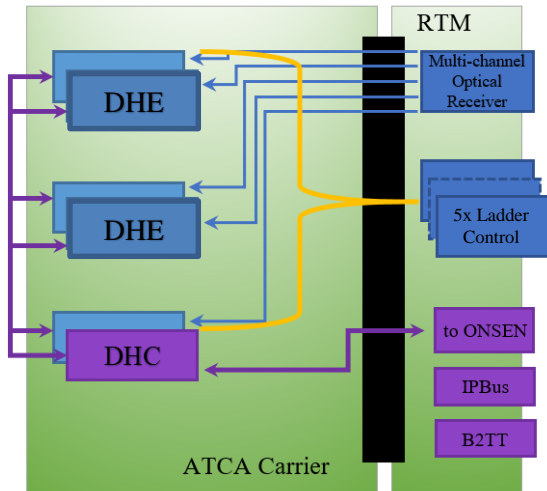 RTM
Multi-channel
Optical
Receiver
DHE
DHE
5x Ladder
Control
DHC
to ONSEN
IPBus
B2TT
ATCA Carrier